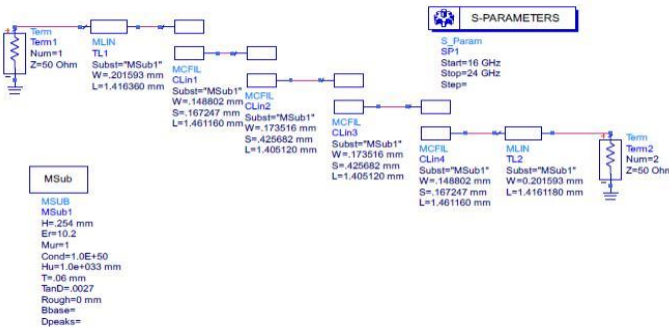 Term
Term1
Num=1
Z=50 Ohm
MLIN
TL1
Subst="MSub1"
W=.201593 mm
L=1.416360 mm
MCFIL
CLin1
Subst="MSub1"
W=.148802 mm
S=.167247 mm
L=1.461160 mm
MCFIL
CLin2
Subst="MSub1"
W=.173516 mm
S=.425682 mm
L=1.405120 mm
MCFIL
CLin3
Subst="MSub1"
W=.173516 mm
S=.425682 mm
L=1.405120 mm
MCFIL
CLin4
Subst="MSub1"
W=.148802 mm
S=.167247 mm
L=1.461160 mm
MLIN
TL2
Subst="MSub1"
W=0.201593 mm
L=1.4161180 mm
Term
Term2
Num=2
Z=50 Ohm
S-PARAMETERS
S_Param
SP1
Start=16 GHz
Stop=24 GHz
Step=
MSub
MSUB
MSub1
H=.254 mm
Er=10.2
Mur=1
Cond=1.0E+50
Hu=1.0e+033 mm
T=.06 mm
TanD=.0027
Rough=0 mm
Bbase=
Dpeaks=